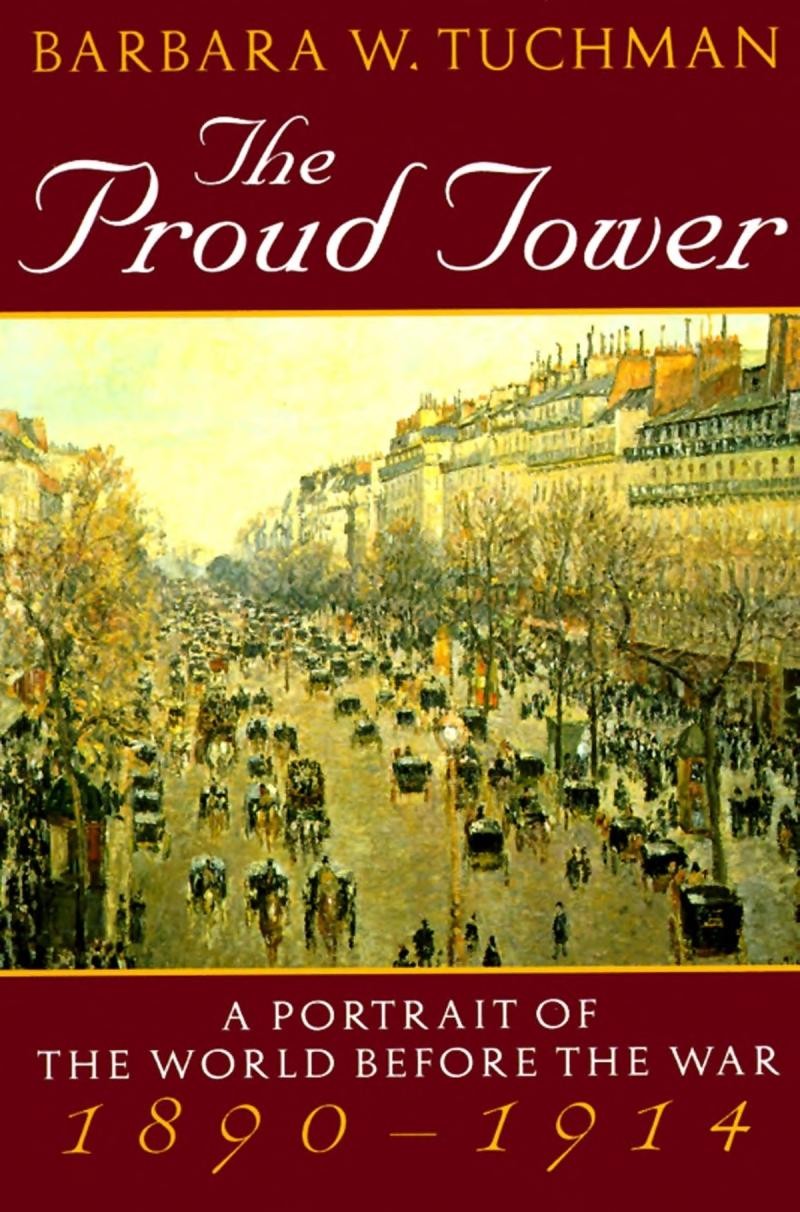 BARBARA W. TUCHMAN
The
Proud Tower
A PORTRAIT OF
THE WORLD BEFORE THE WAR
1890–1914